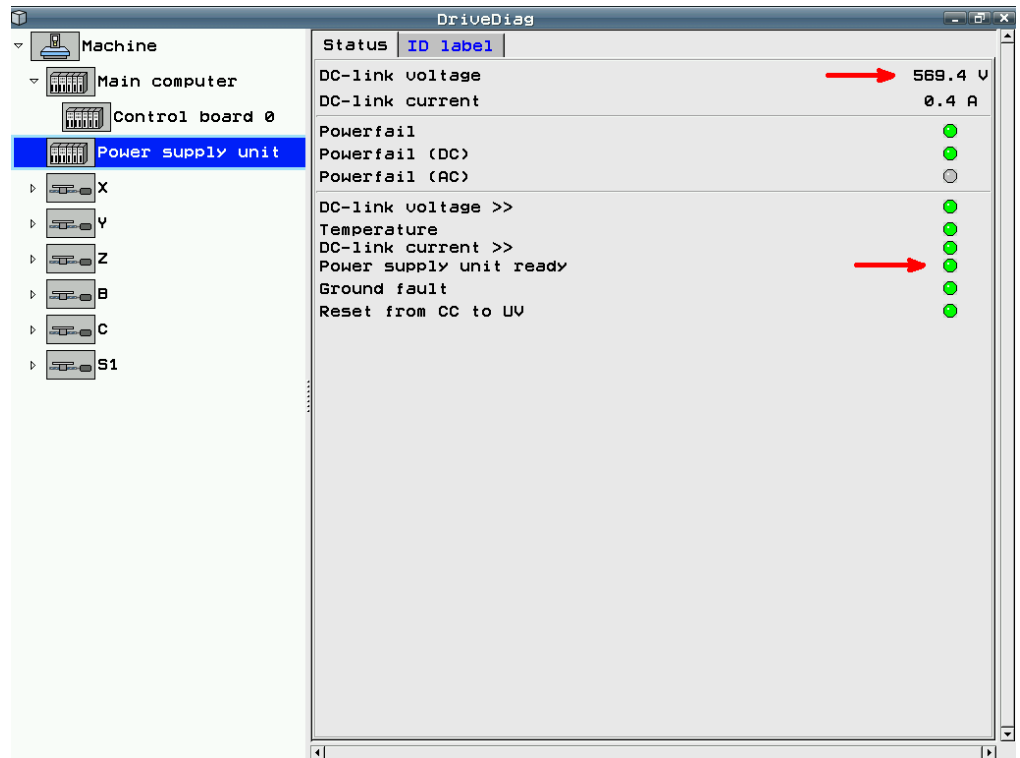 DriveDiag
Machine
Main computer
Control board 0
Power supply unit
X
Y
Z
B
C
S1
Status
ID label
DC-link voltage 569.4 V
DC-link current 0.4 A
Powerfail
Powerfail (DC)
Powerfail (AC)
DC-link voltage >>
Temperature
DC-link current >>
Power supply unit ready
Ground fault
Reset from CC to UV